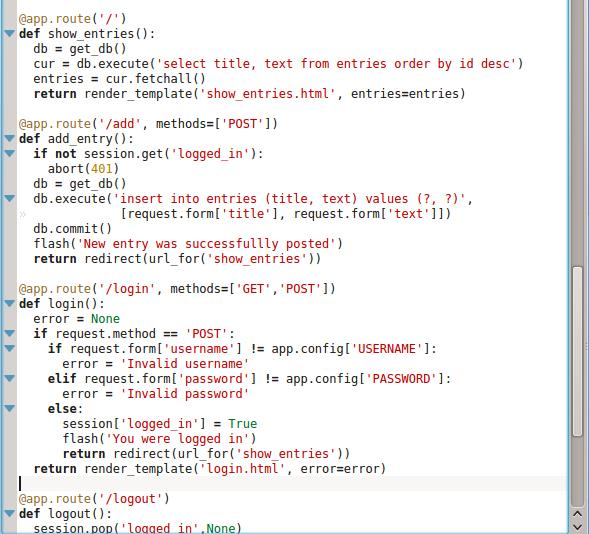 @app.route('/')
def show_entries():
  db = get_db()
  cur = db.execute('select title, text from entries order by id desc')
  entries = cur.fetchall()
  return render_template('show_entries.html', entries=entries)

@app.route('/add', methods=['POST'])
def add_entry():
  if not session.get('logged_in'):
    abort(401)
  db = get_db()
  db.execute('insert into entries (title, text) values (?, ?)',
»             [request.form['title'], request.form['text']])
  db.commit()
  flash('New entry was successfullly posted')
  return redirect(url_for('show_entries'))

@app.route('/login', methods=['GET','POST'])
def login():
  error = None
  if request.method == 'POST':
    if request.form['username'] != app.config['USERNAME']:
      error = 'Invalid username'
    elif request.form['password'] != app.config['PASSWORD']:
      error = 'Invalid password'
    else:
      session['logged_in'] = True
      flash('You were logged in')
      return redirect(url_for('show_entries'))
  return render_template('login.html', error=error)

@app.route('/logout')
def logout():
  session.pop('logged_in',None)